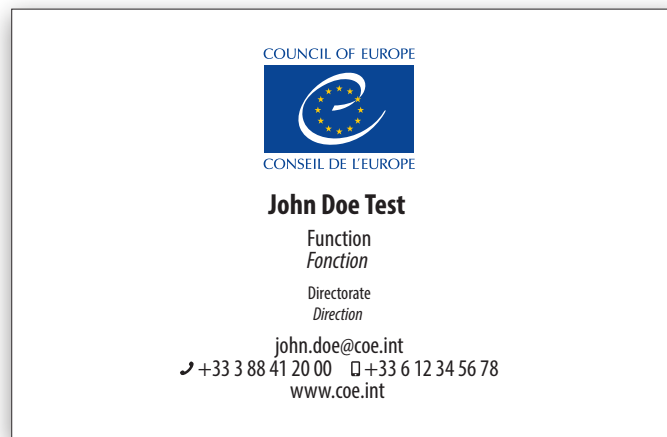 COUNCIL OF EUROPE
CONSEIL DE L'EUROPE
John Doe Test
Function
Fonction
Directorate
Direction
john.doe@coe.int
+33 3 88 41 20 00 +33 6 12 34 56 78
www.coe.int